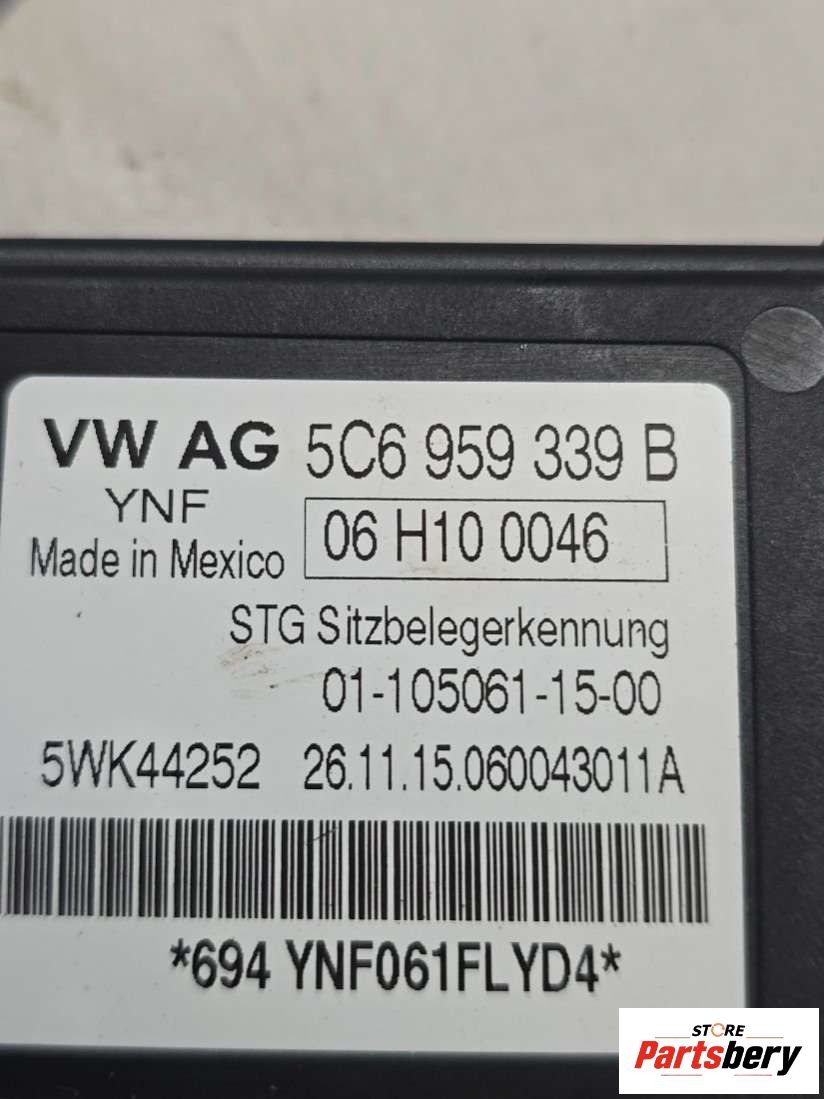 VW AG 5C6 959 339 B
YNF
06 H10 0046
Made in Mexico
STG Sitzbelegerkennung
01-105061-15-00
5WK44252 26.11.15.060043011A
*694 YNF061FLYD4*
STORE
Partsbery